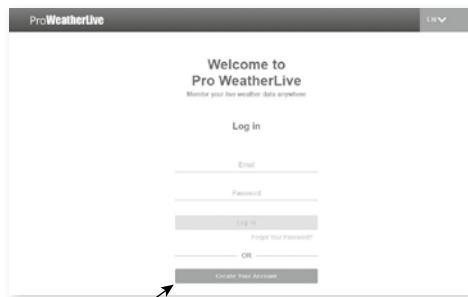 ProWeatherLive
EN
Welcome to
Pro WeatherLive
Monitor your live weather data anywhere
Log in
Email
Password
Log in
Forgot Your Password?
OR
Create Your Account